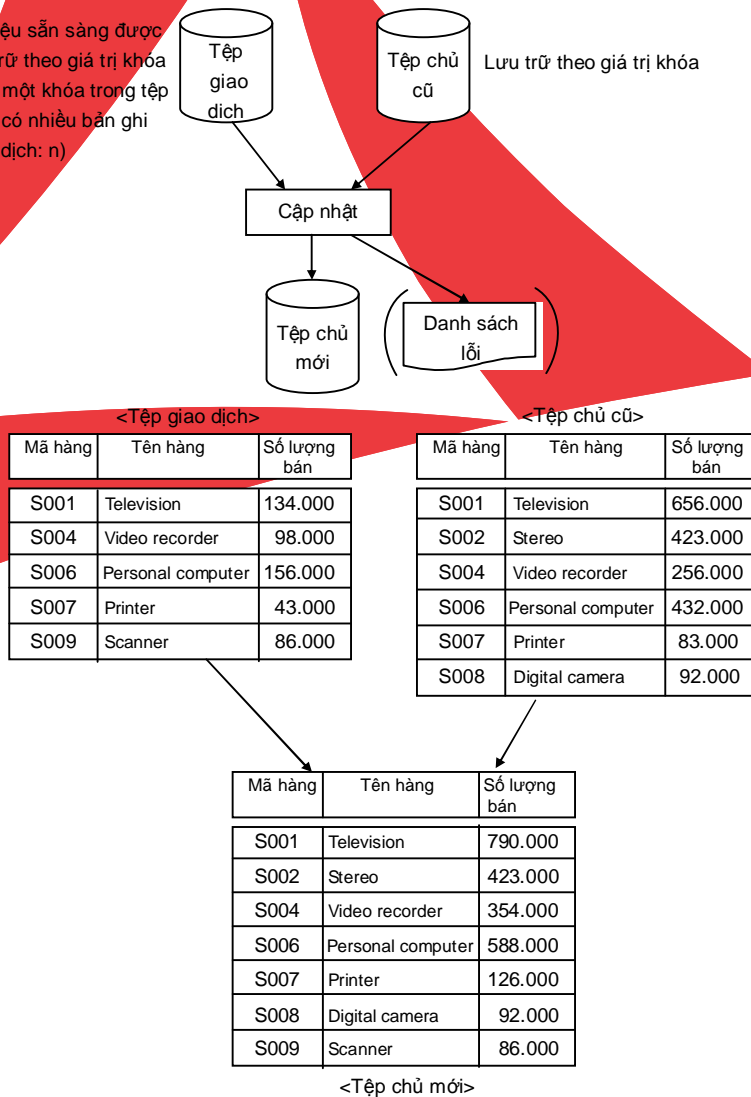 ệu sẵn sàng được
rữ theo giá trị khóa
một khóa trong tệp
có nhiều bản ghi
dịch: n)
Tệp
giao
dich
Tệp chủ
cũ
Lưu trữ theo giá trị khóa
Cập nhật
Tệp chủ
mới
Danh sách
lỗi
<Tệp giao dịch>
Mã hàng Tên hàng Số lượng
bán
S001 Television 134.000
S004 Video recorder 98.000
S006 Personal computer 156.000
S007 Printer 43.000
S009 Scanner 86.000
<Tệp chủ cũ>
Mã hàng Tên hàng Số lượng
bán
S001 Television 656.000
S002 Stereo 423.000
S004 Video recorder 256.000
S006 Personal computer 432.000
S007 Printer 83.000
S008 Digital camera 92.000
Mã hàng Tên hàng Số lượng
bán
S001 Television 790.000
S002 Stereo 423.000
S004 Video recorder 354.000
S006 Personal computer 588.000
S007 Printer 126.000
S008 Digital camera 92.000
S009 Scanner 86.000
<Tệp chủ mới>